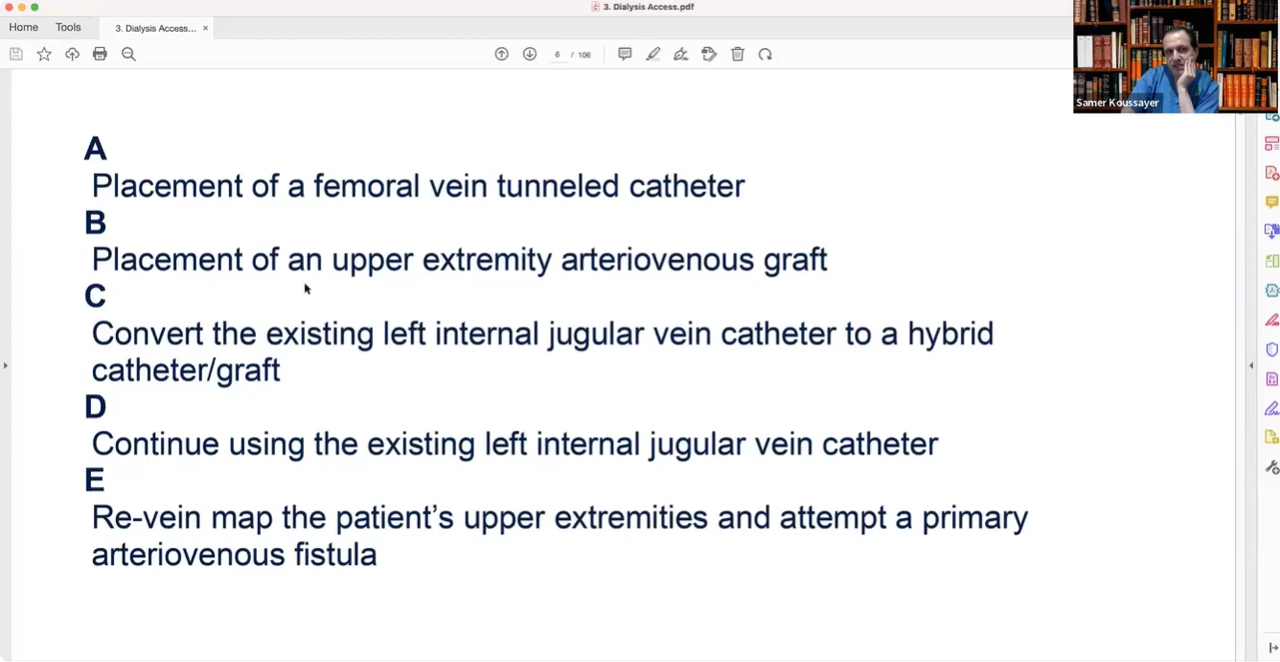 3. Dialysis Access.pdf
Home Tools 3. Dialysis Access... ×
6 / 106
Samer Koussayer
A
Placement of a femoral vein tunneled catheter
B
Placement of an upper extremity arteriovenous graft
C
Convert the existing left internal jugular vein catheter to a hybrid
catheter/graft
D
Continue using the existing left internal jugular vein catheter
E
Re-vein map the patient’s upper extremities and attempt a primary
arteriovenous fistula